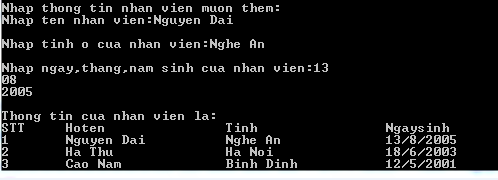 Nhap thong tin nhan vien muon them:
Nhap ten nhan vien:Nguyen Dai
Nhap tinh o cua nhan vien:Nghe An
Nhap ngay,thang,nam sinh cua nhan vien:13
08
2005
Thong tin cua nhan vien la:
STT Hoten Tinh Ngaysinh
1 Nguyen Dai Nghe An 13/8/2005
2 Ha Thu Ha Noi 18/6/2003
3 Cao Nam Binh Dinh 12/5/2001